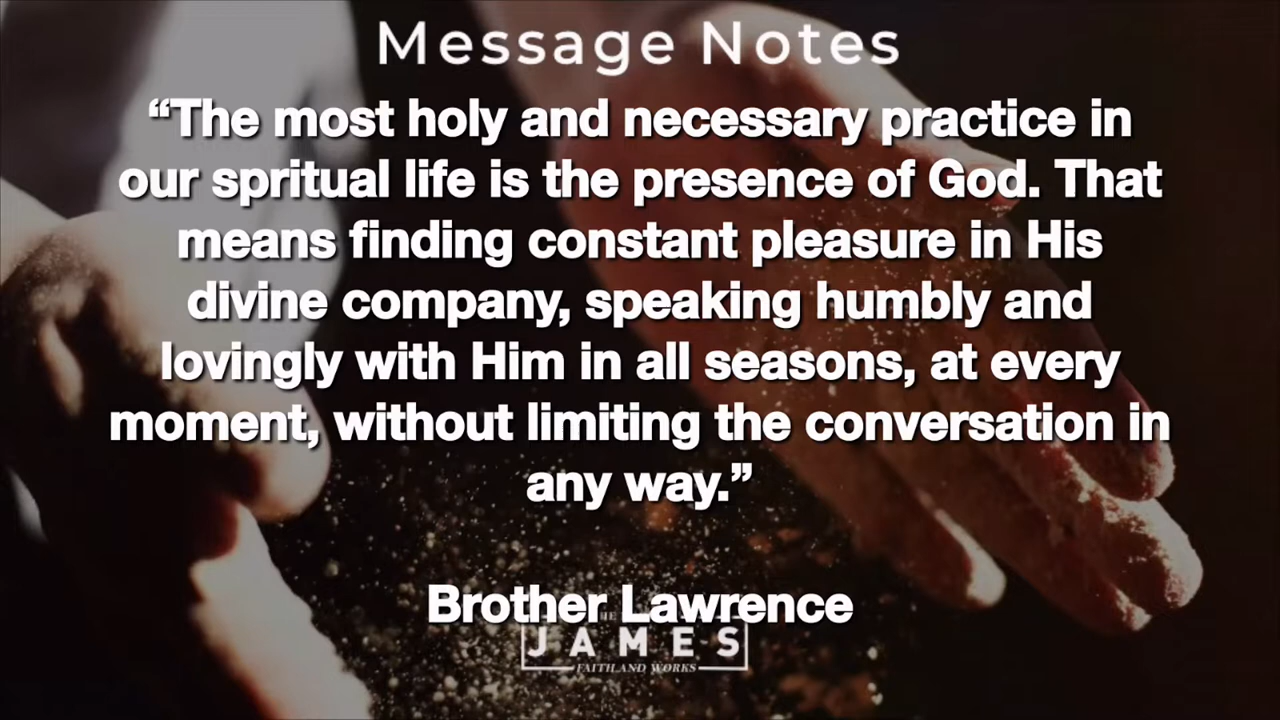 Message Notes
“The most holy and necessary practice in
our spritual life is the presence of God. That
means finding constant pleasure in His
divine company, speaking humbly and
lovingly with Him in all seasons, at every
moment, without limiting the conversation in
any way.”
Brother Lawrence
JAMES
FAITH AND WORKS